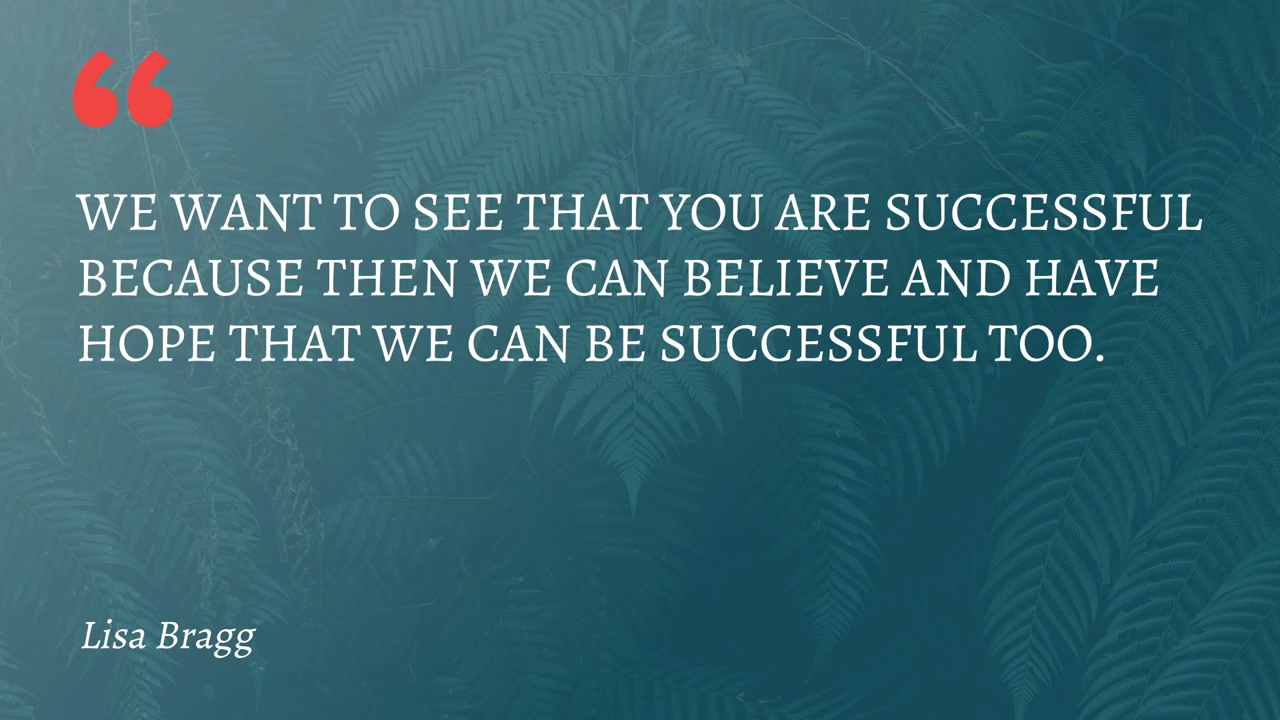 “
WE WANT TO SEE THAT YOU ARE SUCCESSFUL
BECAUSE THEN WE CAN BELIEVE AND HAVE
HOPE THAT WE CAN BE SUCCESSFUL TOO.
Lisa Bragg